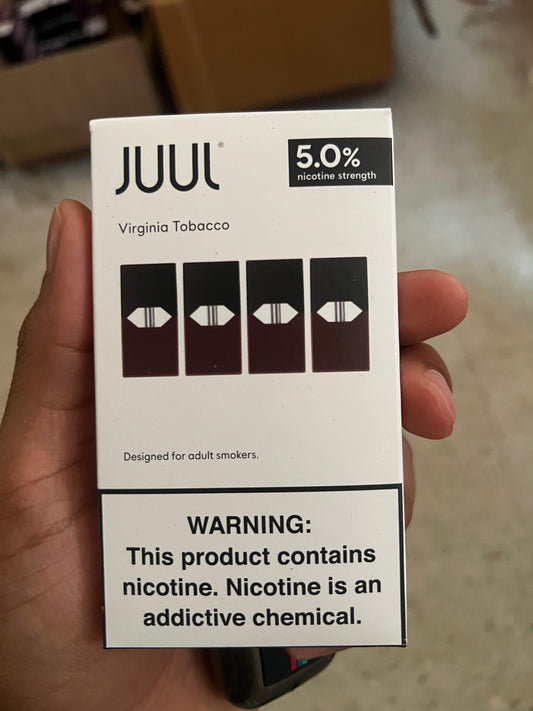 JUUL®
5.0%
nicotine strength
Virginia Tobacco
Designed for adult smokers.
WARNING:
This product contains
nicotine. Nicotine is an
addictive chemical.